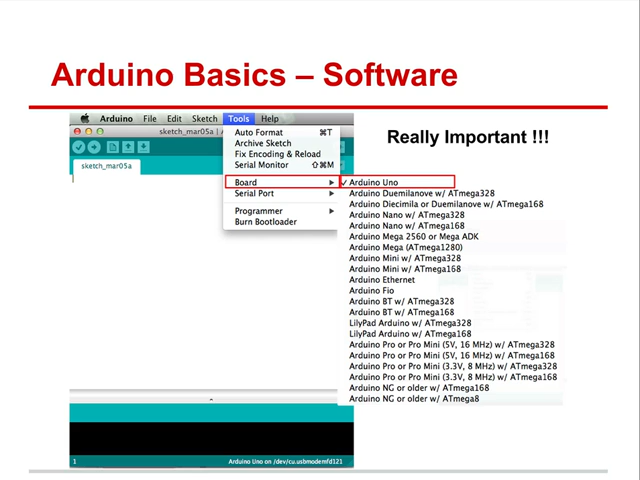 Arduino Basics – Software
Arduino File Edit Sketch Tools Help
sketch_mar05a | A
sketch_mar05a
Auto Format ⌘T
Archive Sketch
Fix Encoding & Reload
Serial Monitor ⇧⌘M
Board ▶
Serial Port ▶
Programmer ▶
Burn Bootloader
Really Important !!!
✓ Arduino Uno
Arduino Duemilanove w/ ATmega328
Arduino Diecimila or Duemilanove w/ ATmega168
Arduino Nano w/ ATmega328
Arduino Nano w/ ATmega168
Arduino Mega 2560 or Mega ADK
Arduino Mega (ATmega1280)
Arduino Mini w/ ATmega328
Arduino Mini w/ ATmega168
Arduino Ethernet
Arduino Fio
Arduino BT w/ ATmega328
Arduino BT w/ ATmega168
LilyPad Arduino w/ ATmega328
LilyPad Arduino w/ ATmega168
Arduino Pro or Pro Mini (5V, 16 MHz) w/ ATmega328
Arduino Pro or Pro Mini (5V, 16 MHz) w/ ATmega168
Arduino Pro or Pro Mini (3.3V, 8 MHz) w/ ATmega328
Arduino Pro or Pro Mini (3.3V, 8 MHz) w/ ATmega168
Arduino NG or older w/ ATmega168
Arduino NG or older w/ ATmega8
1 Arduino Uno on /dev/cu.usbmodemfd121